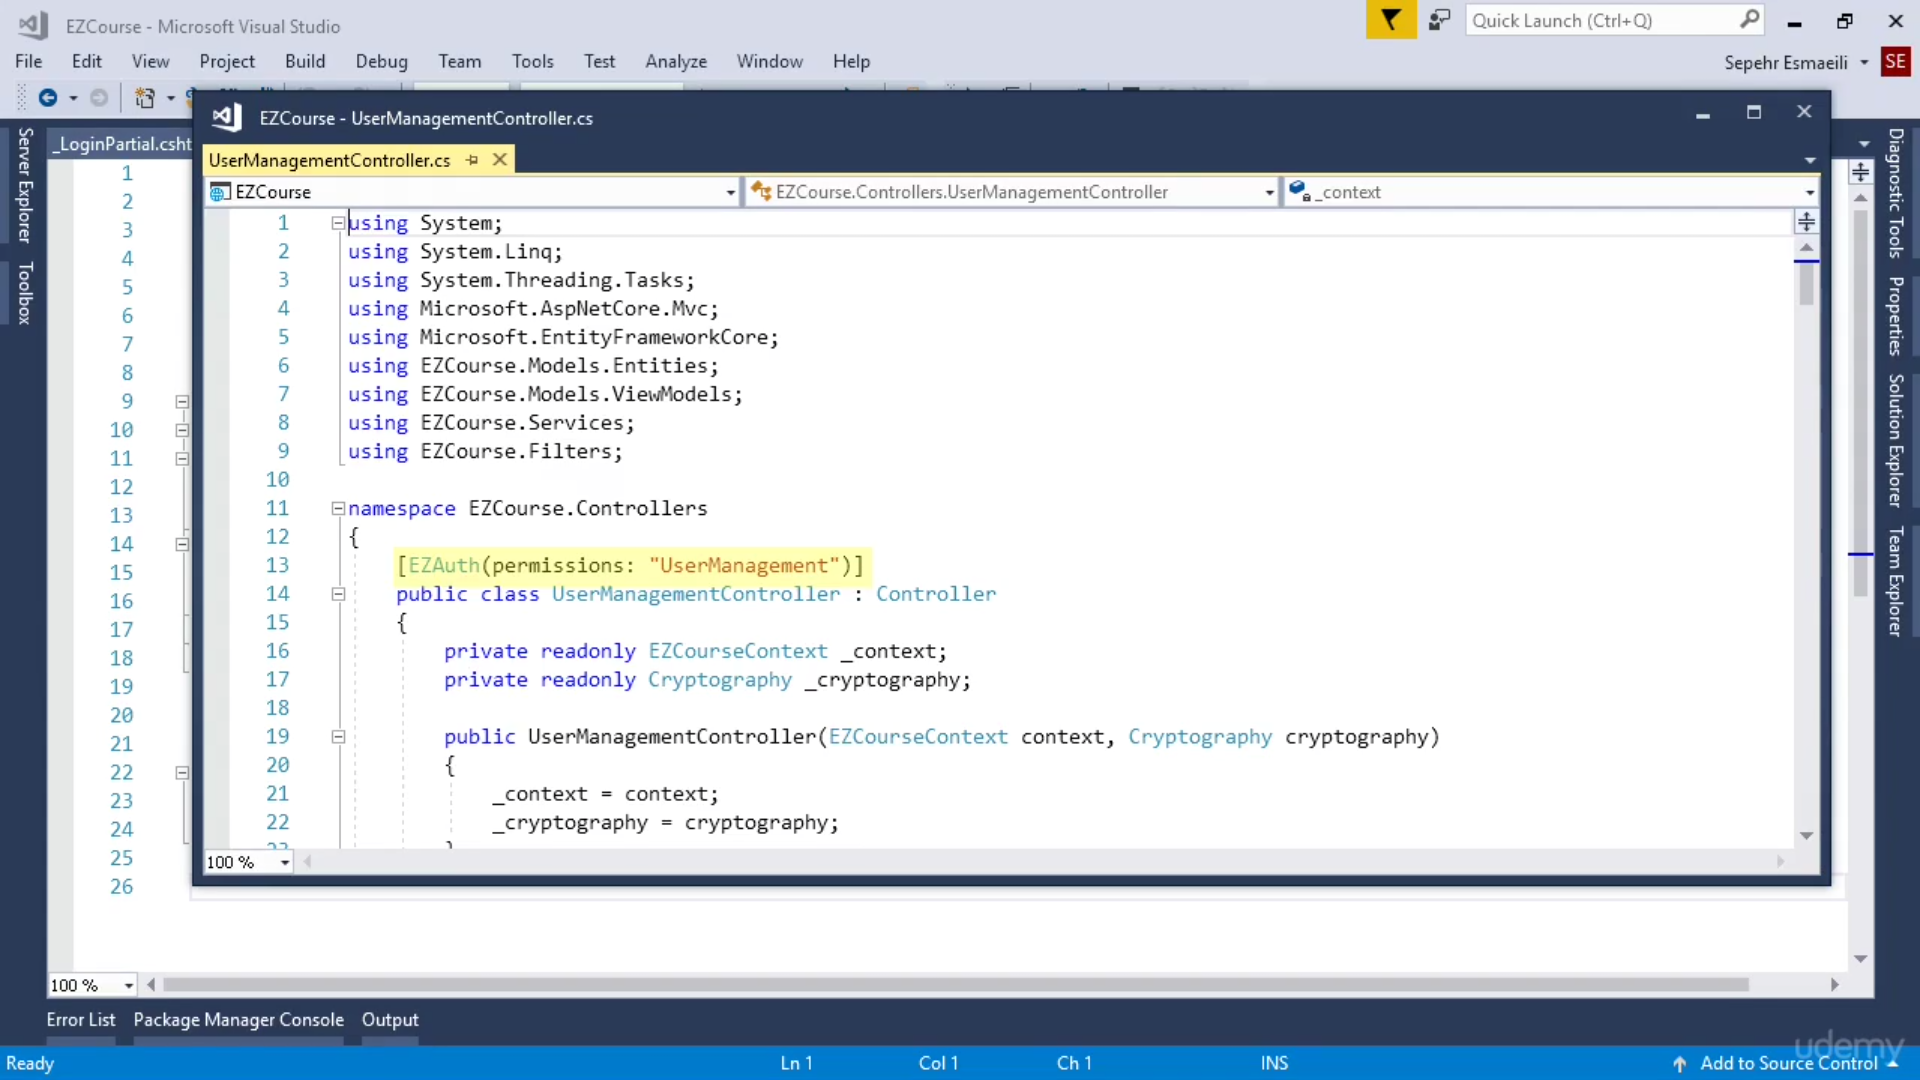 EZCourse - Microsoft Visual Studio
Quick Launch (Ctrl+Q)
File Edit View Project Build Debug Team Tools Test Analyze Window Help
Sepehr Esmaeili SE
EZCourse - UserManagementController.cs
_LoginPartial.csht
UserManagementController.cs
EZCourse
EZCourse.Controllers.UserManagementController
_context
Server Explorer
Toolbox
Diagnostic Tools
Properties
Solution Explorer
Team Explorer
1
2
3
4
5
6
7
8
9
10
11
12
13
14
15
16
17
18
19
20
21
22
23
24
25
26
1 using System;
2 using System.Linq;
3 using System.Threading.Tasks;
4 using Microsoft.AspNetCore.Mvc;
5 using Microsoft.EntityFrameworkCore;
6 using EZCourse.Models.Entities;
7 using EZCourse.Models.ViewModels;
8 using EZCourse.Services;
9 using EZCourse.Filters;
10
11 namespace EZCourse.Controllers
12 {
13 [EZAuth(permissions: "UserManagement")]
14 public class UserManagementController : Controller
15 {
16 private readonly EZCourseContext _context;
17 private readonly Cryptography _cryptography;
18
19 public UserManagementController(EZCourseContext context, Cryptography cryptography)
20 {
21 _context = context;
22 _cryptography = cryptography;
100 %
100 %
Error List Package Manager Console Output
udemy
Ready Ln 1 Col 1 Ch 1 INS Add to Source Control